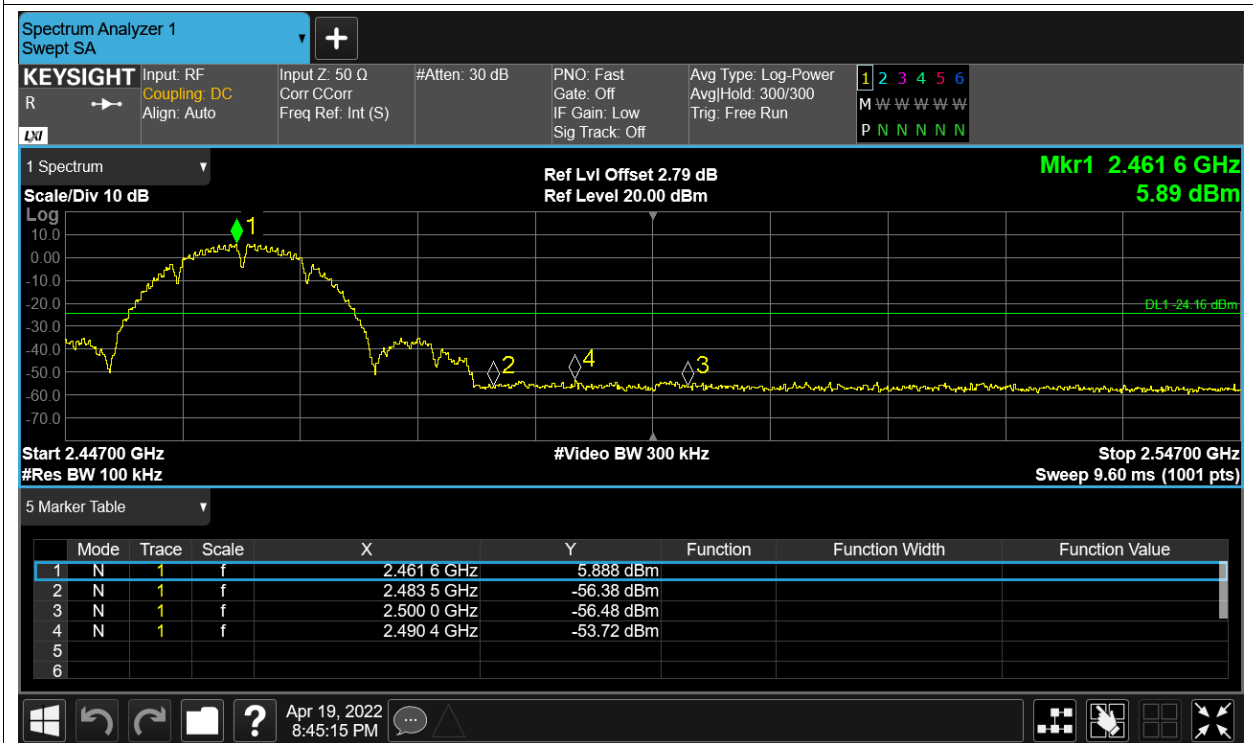 Spectrum Analyzer 1
Swept SA
KEYSIGHT Input: RF Input Z: 50 Ω #Atten: 30 dB PNO: Fast Avg Type: Log-Power 1 2 3 4 5 6
R Coupling: DC Corr CCorr Gate: Off Avg|Hold: 300/300 M W W W W W
Align: Auto Freq Ref: Int (S) IF Gain: Low Trig: Free Run
LXI Sig Track: Off P N N N N N
1 Spectrum Ref Lvl Offset 2.79 dB Mkr1 2.461 6 GHz
Scale/Div 10 dB Ref Level 20.00 dBm 5.89 dBm
Log
1
10.0
0.00
-10.0
-20.0
DL1 -24.16 dBm
-30.0
-40.0
2 4 3
-50.0
-60.0
-70.0
Start 2.44700 GHz #Video BW 300 kHz Stop 2.54700 GHz
#Res BW 100 kHz Sweep 9.60 ms (1001 pts)
5 Marker Table
Mode Trace Scale X Y Function Function Width Function Value
1 N 1 f 2.461 6 GHz 5.888 dBm
2 N 1 f 2.483 5 GHz -56.38 dBm
3 N 1 f 2.500 0 GHz -56.48 dBm
4 N 1 f 2.490 4 GHz -53.72 dBm
5
6
? Apr 19, 2022
8:45:15 PM